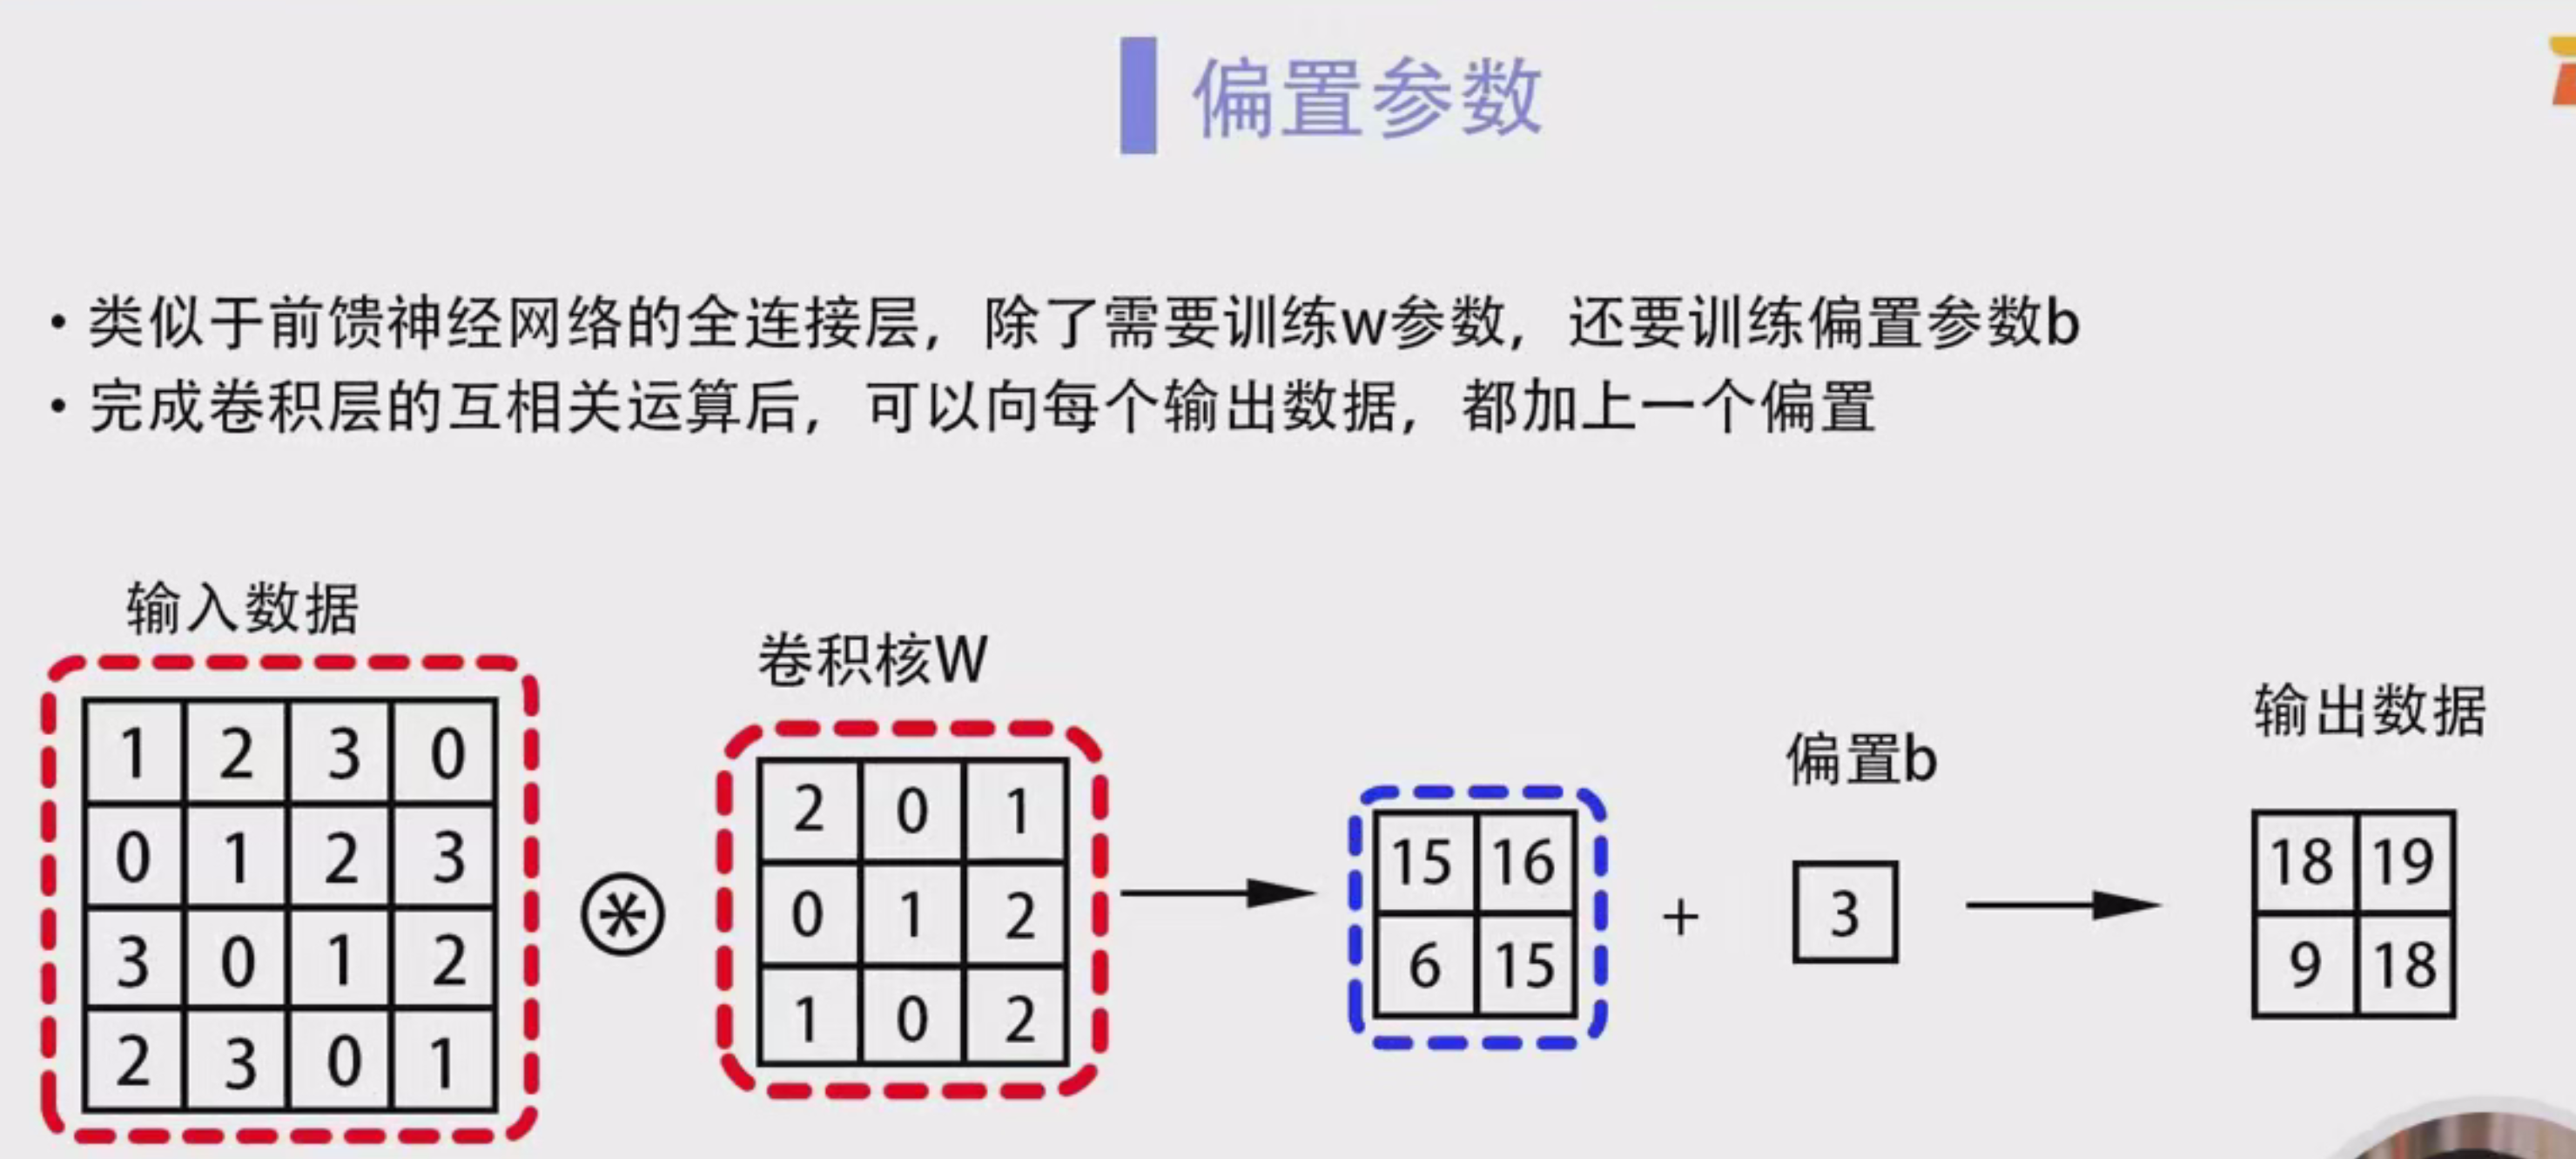 偏置参数
• 类似于前馈神经网络的全连接层，除了需要训练w参数，还要训练偏置参数b
• 完成卷积层的互相关运算后，可以向每个输出数据，都加上一个偏置
输入数据
1 2 3 0
0 1 2 3
3 0 1 2
2 3 0 1
⊛
卷积核W
2 0 1
0 1 2
1 0 2
15 16
6 15
+
偏置b
3
输出数据
18 19
9 18